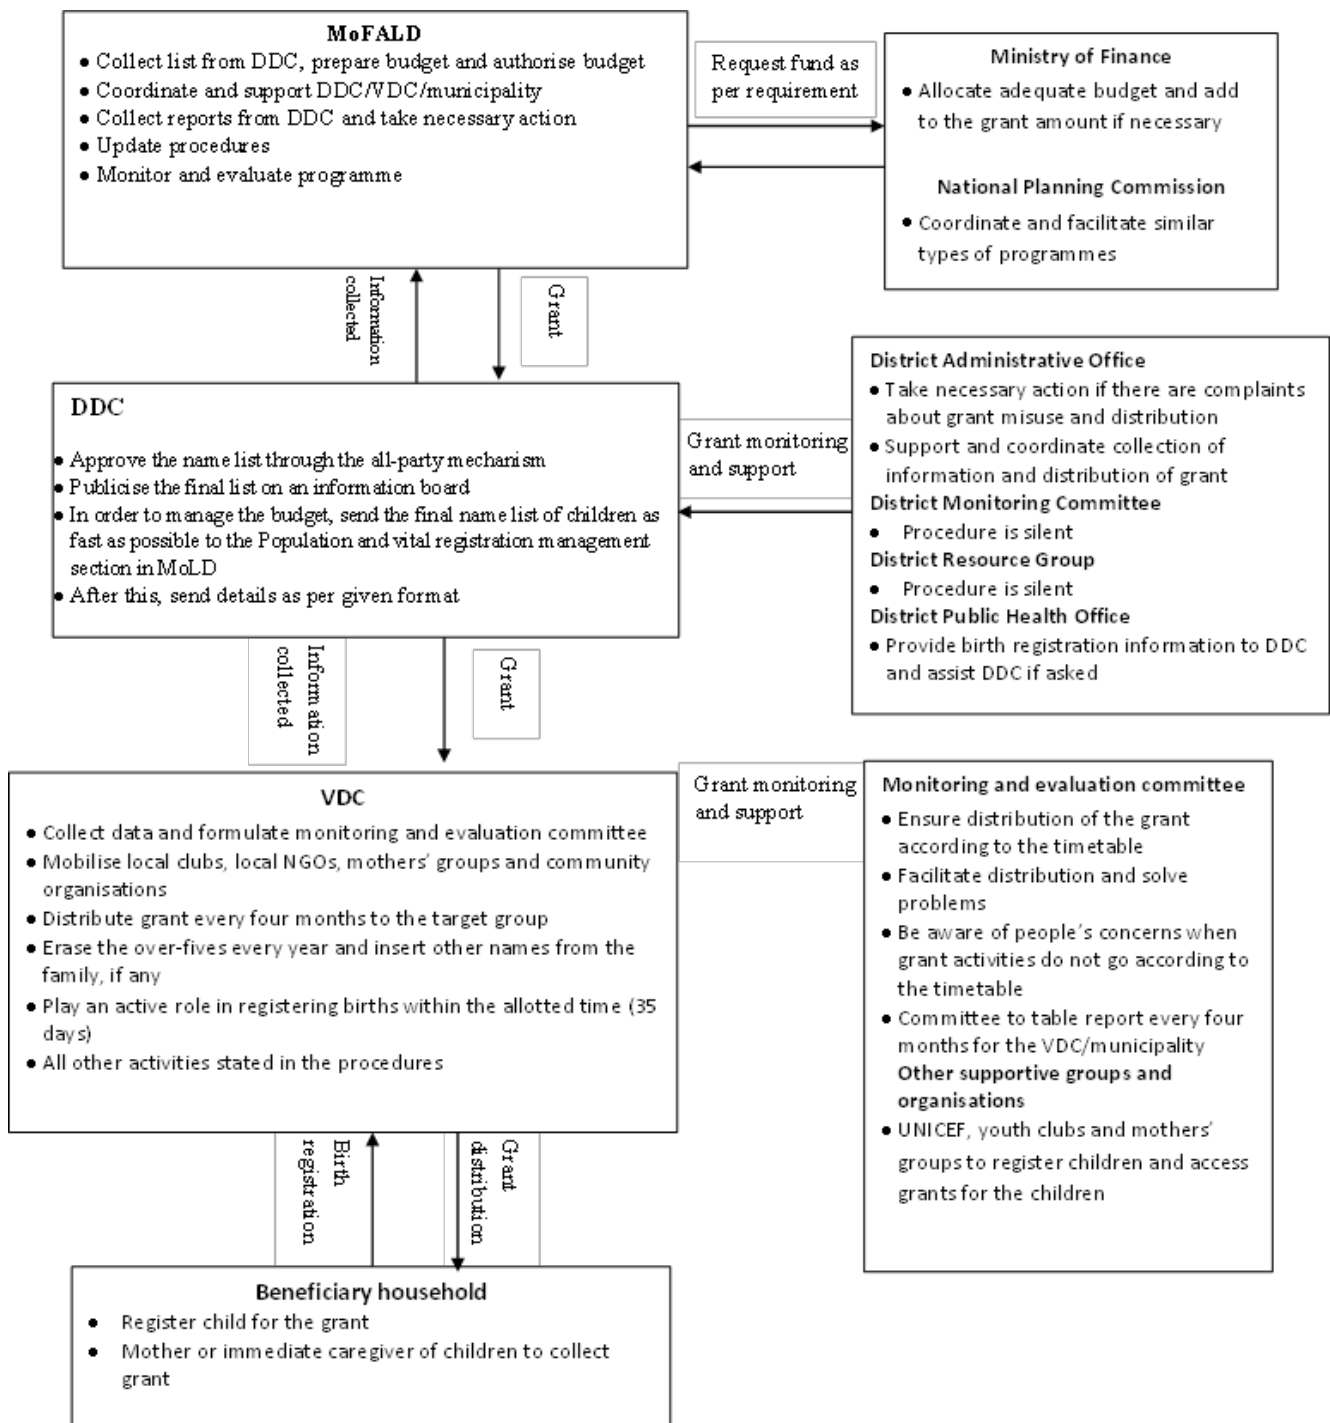 MoFALD
● Collect list from DDC, prepare budget and authorise budget
● Coordinate and support DDC/VDC/municipality
● Collect reports from DDC and take necessary action
● Update procedures
● Monitor and evaluate programme
Request fund as
per requirement
Ministry of Finance
● Allocate adequate budget and add
to the grant amount if necessary
National Planning Commission
● Coordinate and facilitate similar
types of programmes
Information
collected
Grant
DDC
● Approve the name list through the all-party mechanism
● Publicise the final list on an information board
● In order to manage the budget, send the final name list of children as
fast as possible to the Population and vital registration management
section in MoLD
● After this, send details as per given format
Grant monitoring
and support
District Administrative Office
● Take necessary action if there are complaints
about grant misuse and distribution
● Support and coordinate collection of
information and distribution of grant
District Monitoring Committee
● Procedure is silent
District Resource Group
● Procedure is silent
District Public Health Office
● Provide birth registration information to DDC
and assist DDC if asked
Information
collected
Grant
VDC
● Collect data and formulate monitoring and evaluation committee
● Mobilise local clubs, local NGOs, mothers' groups and community
organisations
● Distribute grant every four months to the target group
● Erase the over-fives every year and insert other names from the
family, if any
● Play an active role in registering births within the allotted time (35
days)
● All other activities stated in the procedures
Grant monitoring
and support
Monitoring and evaluation committee
● Ensure distribution of the grant
according to the timetable
● Facilitate distribution and solve
problems
● Be aware of people's concerns when
grant activities do not go according to
the timetable
● Committee to table report every four
months for the VDC/municipality
Other supportive groups and
organisations
● UNICEF, youth clubs and mothers'
groups to register children and access
grants for the children
Birth
registration
Grant
distribution
Beneficiary household
● Register child for the grant
● Mother or immediate caregiver of children to collect
grant